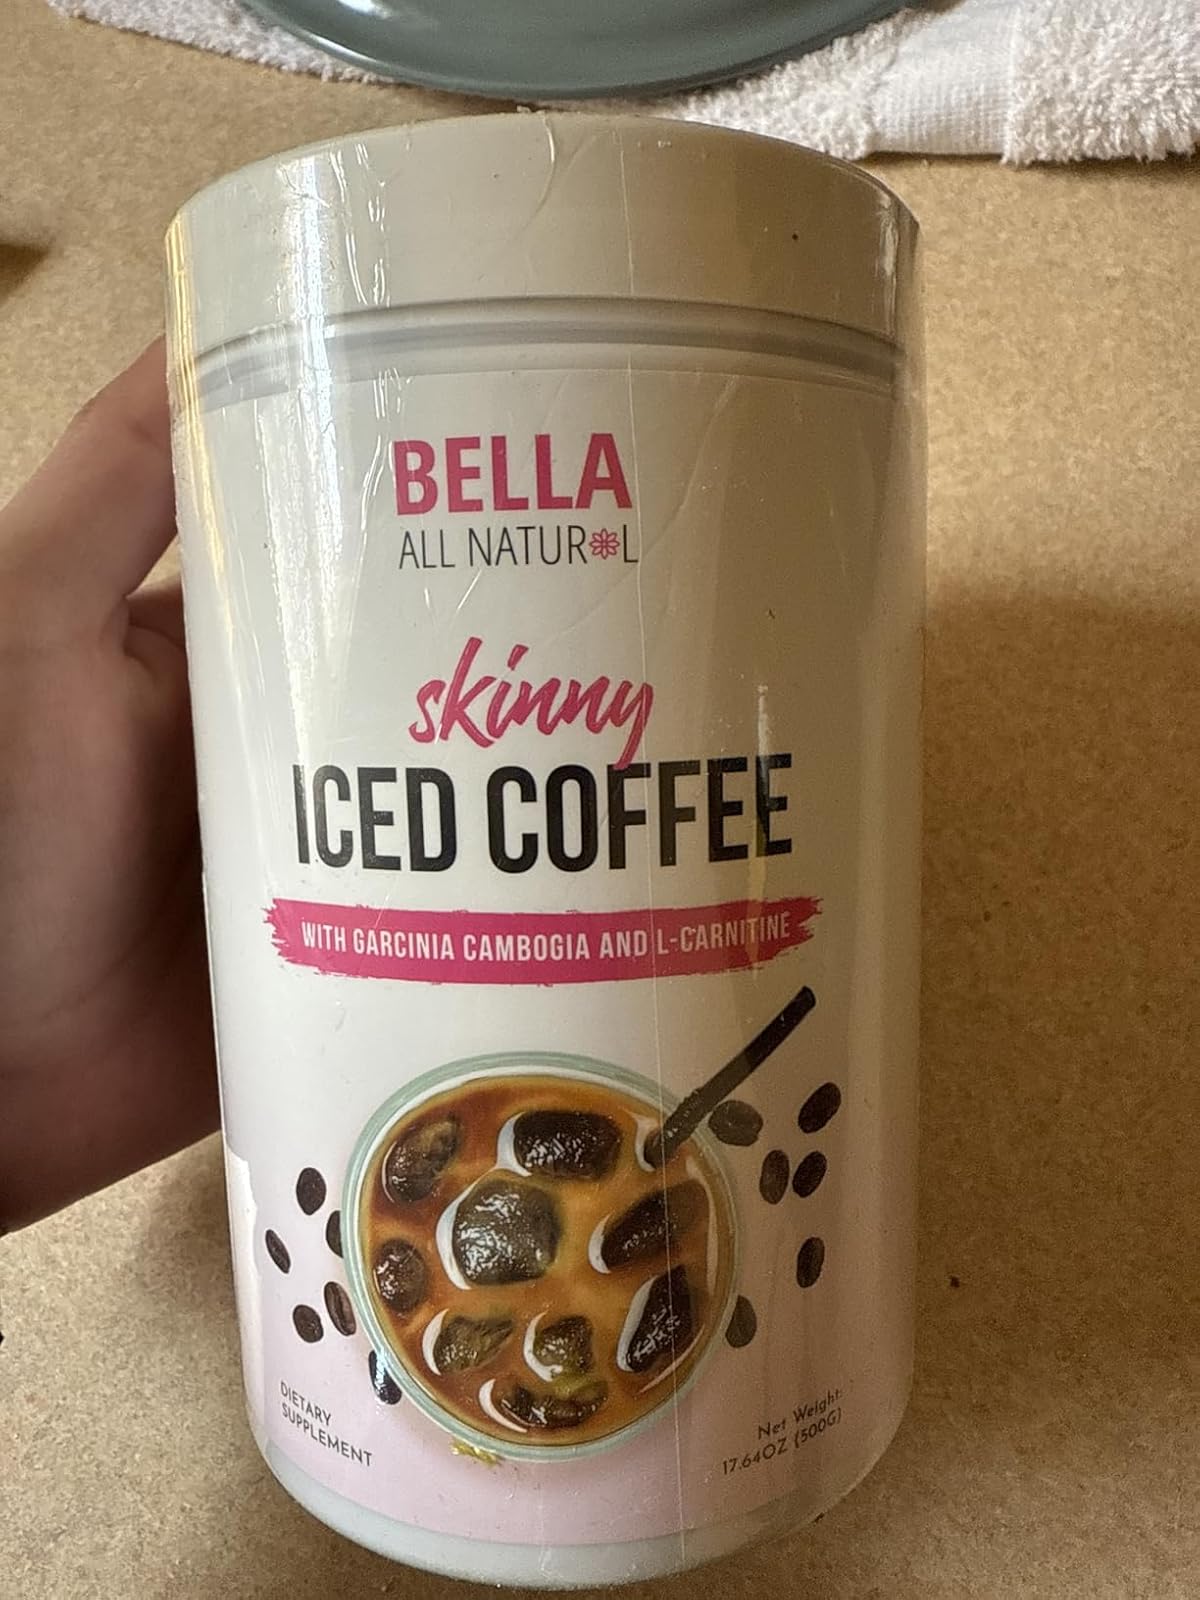 BELLA
ALL NATURAL
skinny
ICED COFFEE
WITH GARCINIA CAMBOGIA AND L-CARNITINE
DIETARY
SUPPLEMENT
Net Weight:
17.64OZ (500G)